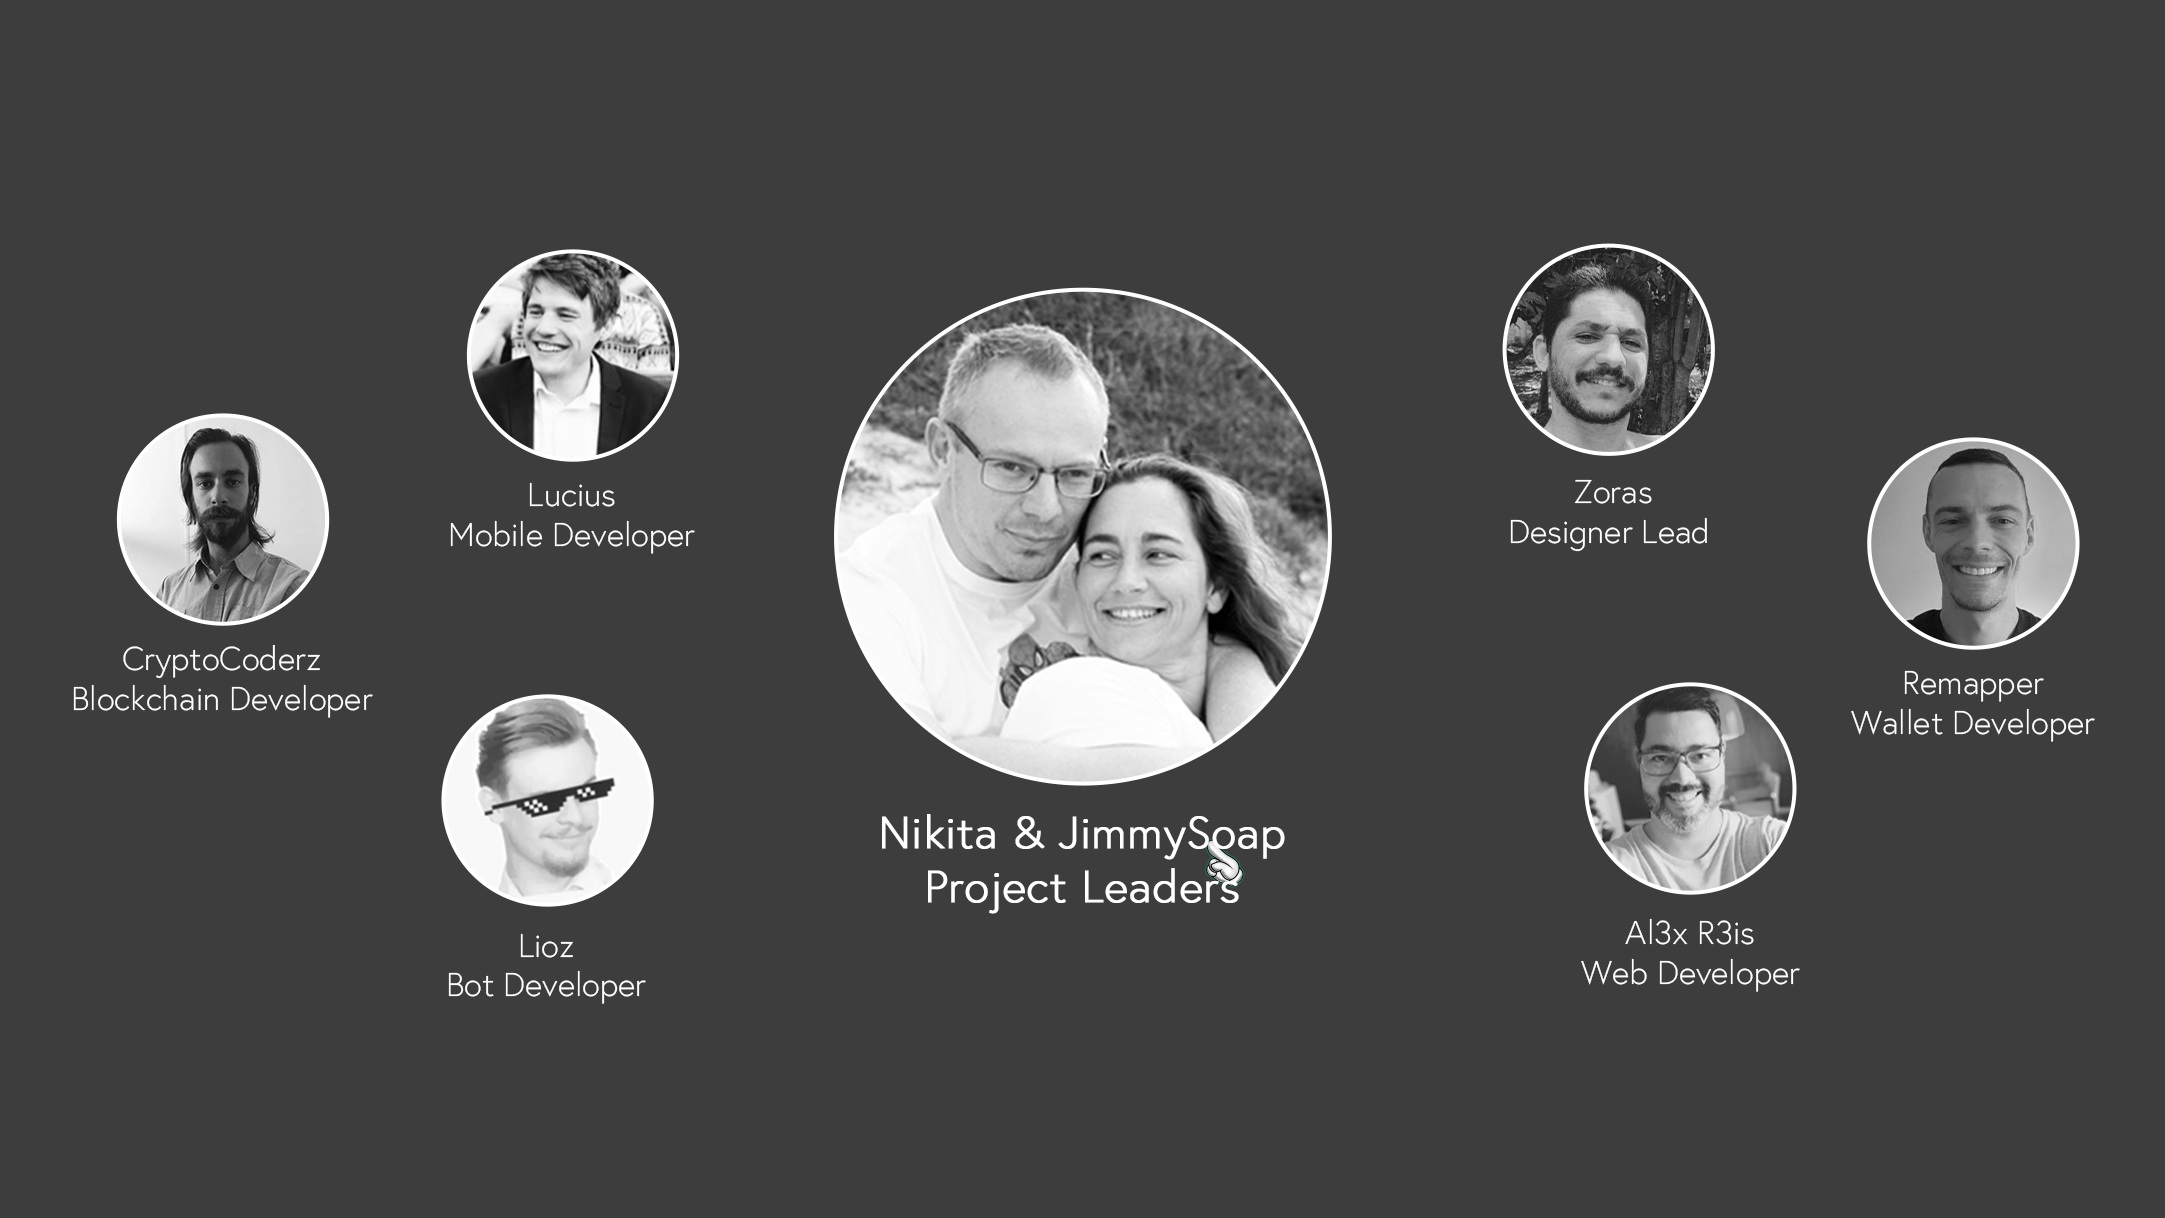 Lucius
Mobile Developer
CryptoCoderz
Blockchain Developer
Lioz
Bot Developer
Nikita & JimmySoap
Project Leaders
Zoras
Designer Lead
Remapper
Wallet Developer
Al3x R3is
Web Developer